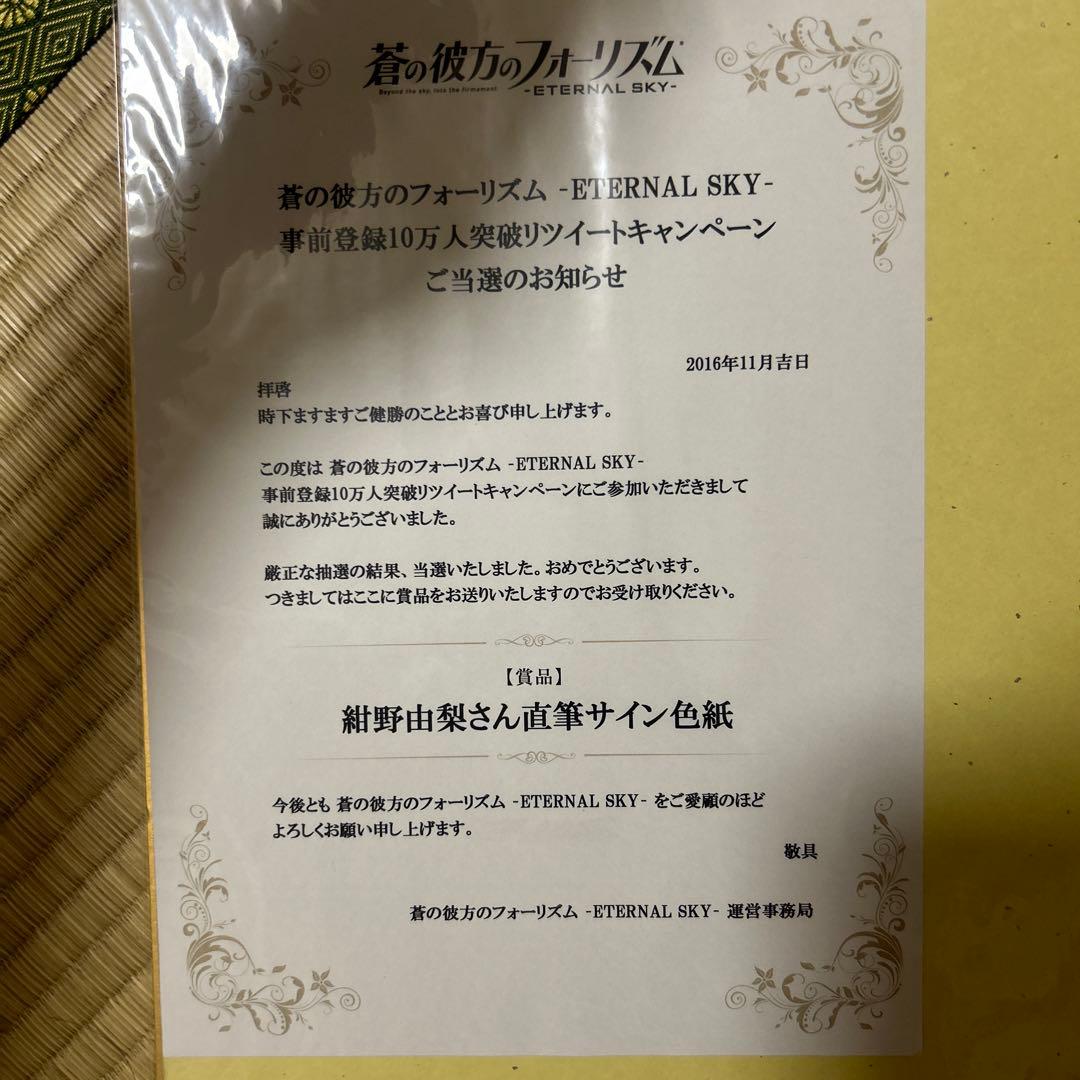 蒼の彼方のフォーリズム
Beyond the sky, into the firmament.
-ETERNAL SKY-
蒼の彼方のフォーリズム -ETERNAL SKY-
事前登録10万人突破リツイートキャンペーン
ご当選のお知らせ
2016年11月吉日
拝啓
時下ますますご健勝のこととお喜び申し上げます。
この度は 蒼の彼方のフォーリズム -ETERNAL SKY-
事前登録10万人突破リツイートキャンペーンにご参加いただきまして
誠にありがとうございました。
厳正な抽選の結果、当選いたしました。おめでとうございます。
つきましてはここに賞品をお送りいたしますのでお受け取りください。
【賞品】
紺野由梨さん直筆サイン色紙
今後とも 蒼の彼方のフォーリズム -ETERNAL SKY- をご愛顧のほど
よろしくお願い申し上げます。
敬具
蒼の彼方のフォーリズム -ETERNAL SKY- 運営事務局